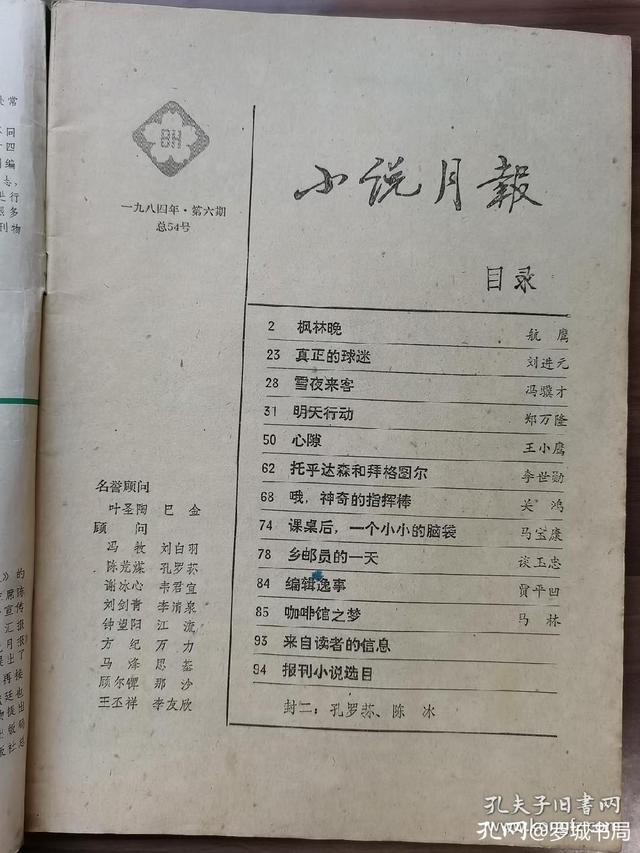 BH
一九八四年·第六期
总54号
小说月報
目录
2 枫林晚 航鹰
23 真正的球迷 刘进元
28 雪夜来客 冯骥才
31 明天行动 郑万隆
50 心隙 王小鹰
62 托乎达森和拜格图尔 李世勋
68 哦，神奇的指挥棒 关鸿
74 课桌后，一个小小的脑袋 马宝康
78 乡邮员的一天 谈玉忠
84 编辑逸事 贾平凹
85 咖啡馆之梦 马林
93 来自读者的信息
94 报刊小说选目
封二：孔罗荪、陈冰
名誉顾问
叶圣陶 巴金
顾问
冯牧 刘白羽
陈荒煤 孔罗荪
谢冰心 韦君宜
刘剑青 李清泉
钟望阳 江流
方纪 万力
马烽 思基
顾尔镡 那沙
王丕祥 李友欣
孔夫子旧书网
孔网@罗城书局